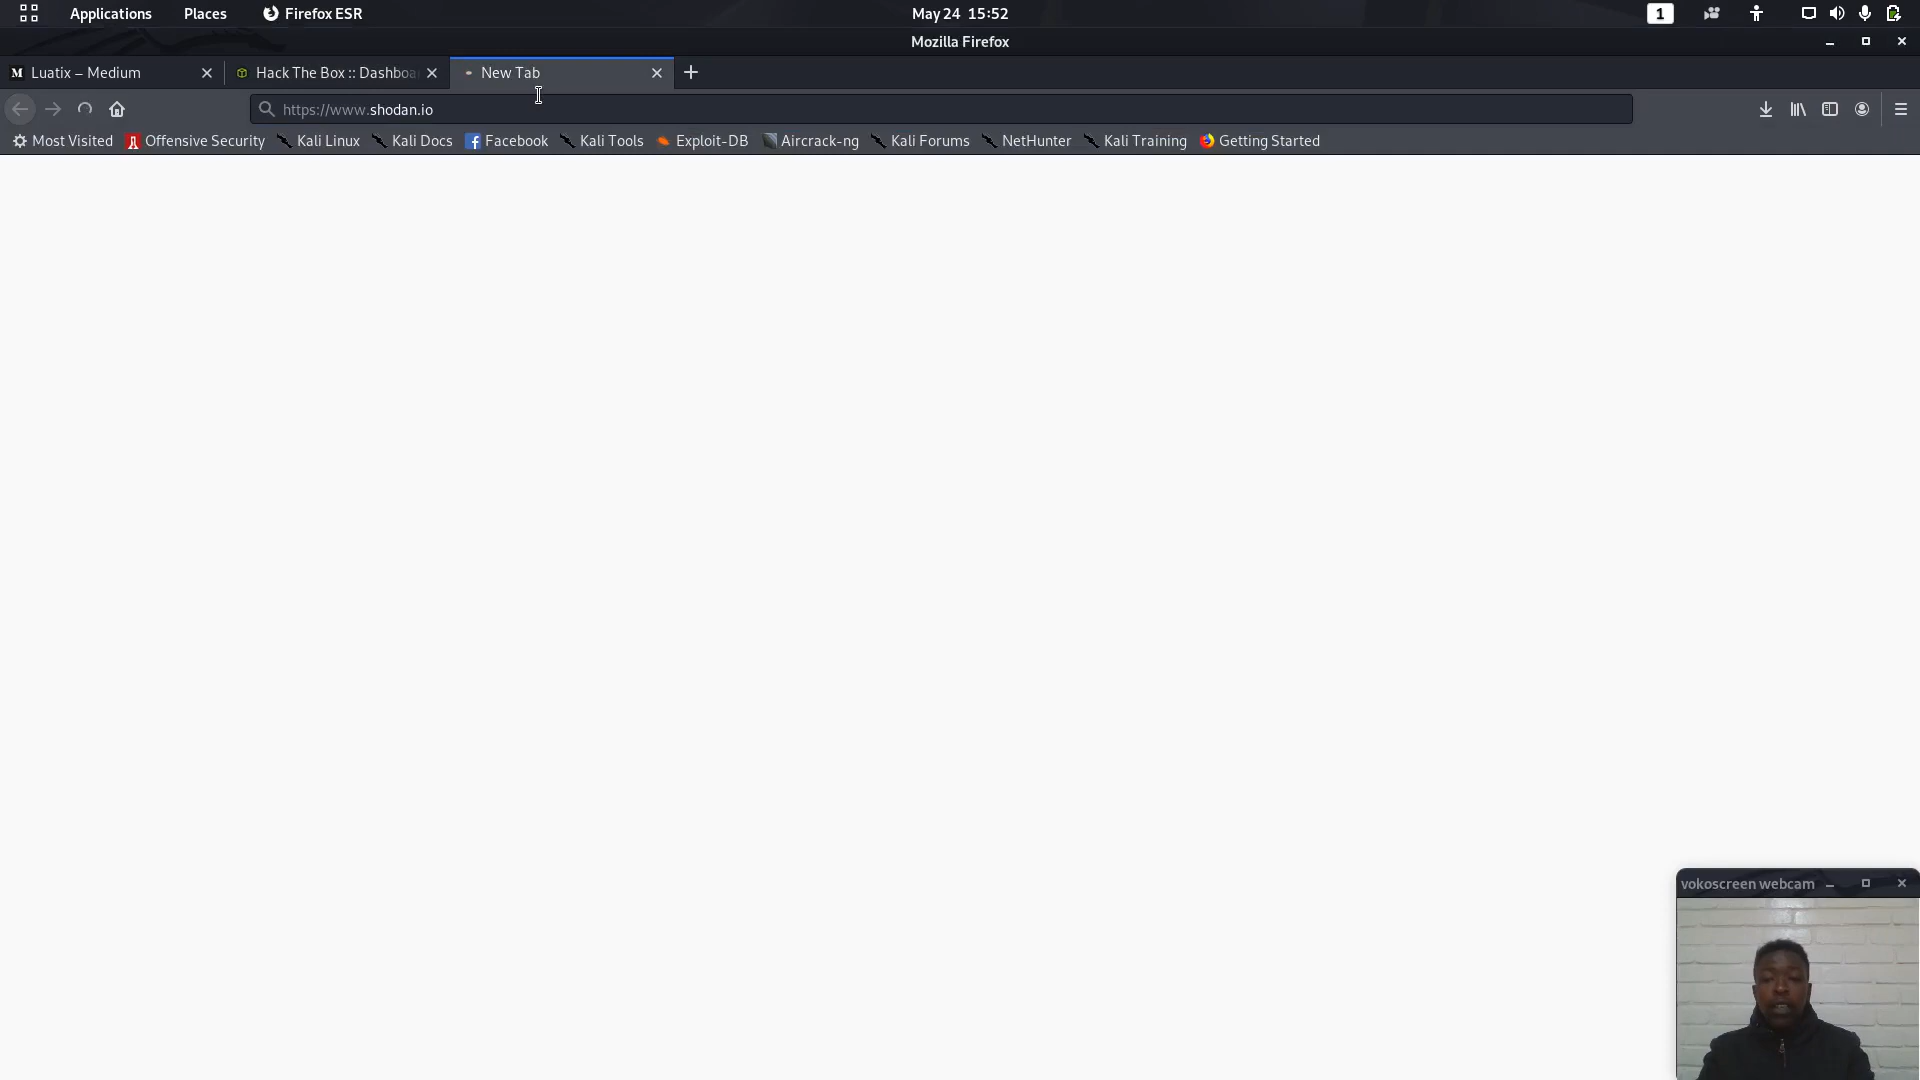 Applications Places Firefox ESR May 24 15:52 1
Mozilla Firefox
Luatix – Medium Hack The Box :: Dashboa New Tab
https://www.shodan.io
Most Visited Offensive Security Kali Linux Kali Docs Facebook Kali Tools Exploit-DB Aircrack-ng Kali Forums NetHunter Kali Training Getting Started
vokoscreen webcam